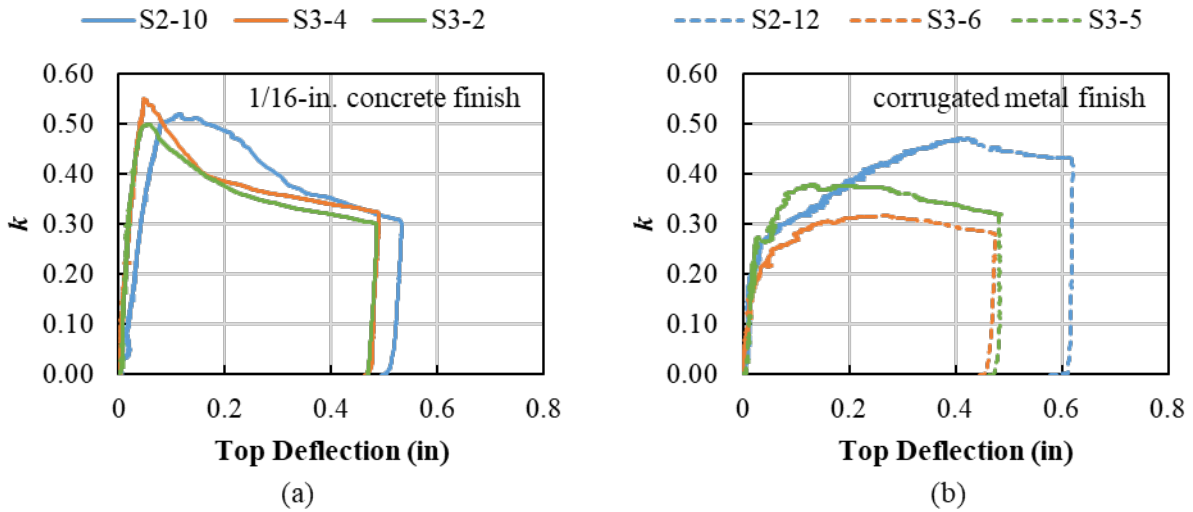 S2-10 S3-4 S3-2
0.60
0.50
0.40
0.30
0.20
0.10
0.00
k
1/16-in. concrete finish
0 0.2 0.4 0.6 0.8
Top Deflection (in)
(a)
S2-12 S3-6 S3-5
0.60
0.50
0.40
0.30
0.20
0.10
0.00
k
corrugated metal finish
0 0.2 0.4 0.6 0.8
Top Deflection (in)
(b)